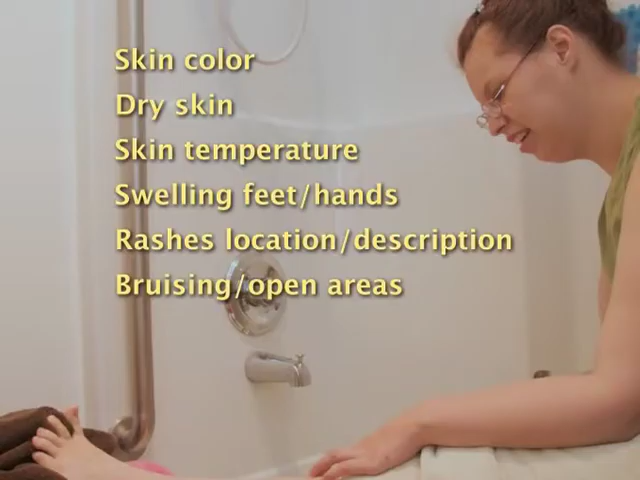 Skin color
Dry skin
Skin temperature
Swelling feet/hands
Rashes location/description
Bruising/open areas